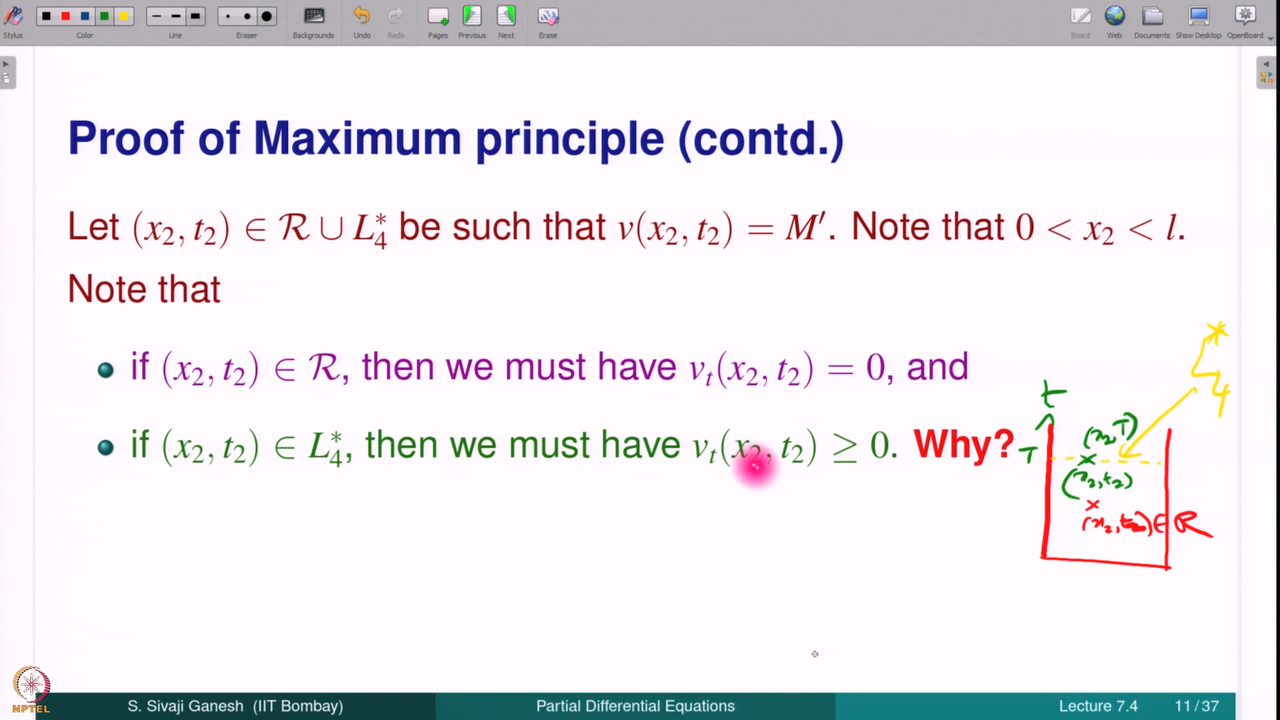 Stylus Color Line Eraser Backgrounds Undo Redo Pages Previous Next Erase Board Web Documents Show Desktop OpenBoard
Proof of Maximum principle (contd.)
Let (x₂, t₂) ∈ ℛ ∪ L₄* be such that v(x₂, t₂) = M′. Note that 0 < x₂ < l.
Note that
if (x₂, t₂) ∈ ℛ, then we must have vₜ(x₂, t₂) = 0, and
if (x₂, t₂) ∈ L₄*, then we must have vₜ(x₂, t₂) ≥ 0. Why?
*
4
t
(x₂, T)
T
(x₂, t₂)
(x₂, t₂) ∈ R
NPTEL
S. Sivaji Ganesh (IIT Bombay) Partial Differential Equations Lecture 7.4 11 / 37